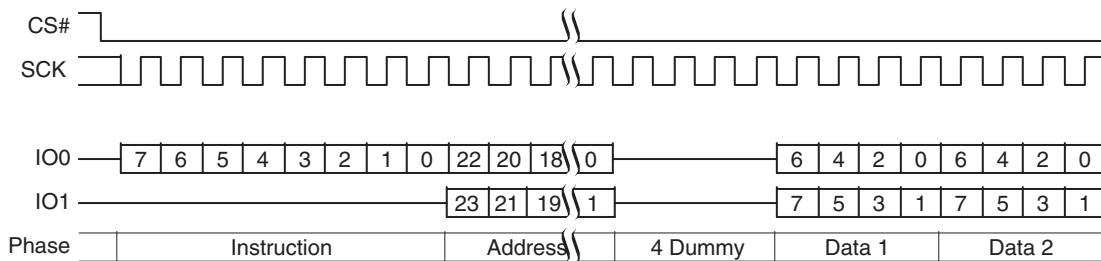 CS#
SCK
IO0 7 6 5 4 3 2 1 0 22 20 18 0 6 4 2 0 6 4 2 0
IO1 23 21 19 1 7 5 3 1 7 5 3 1
Phase Instruction Address 4 Dummy Data 1 Data 2